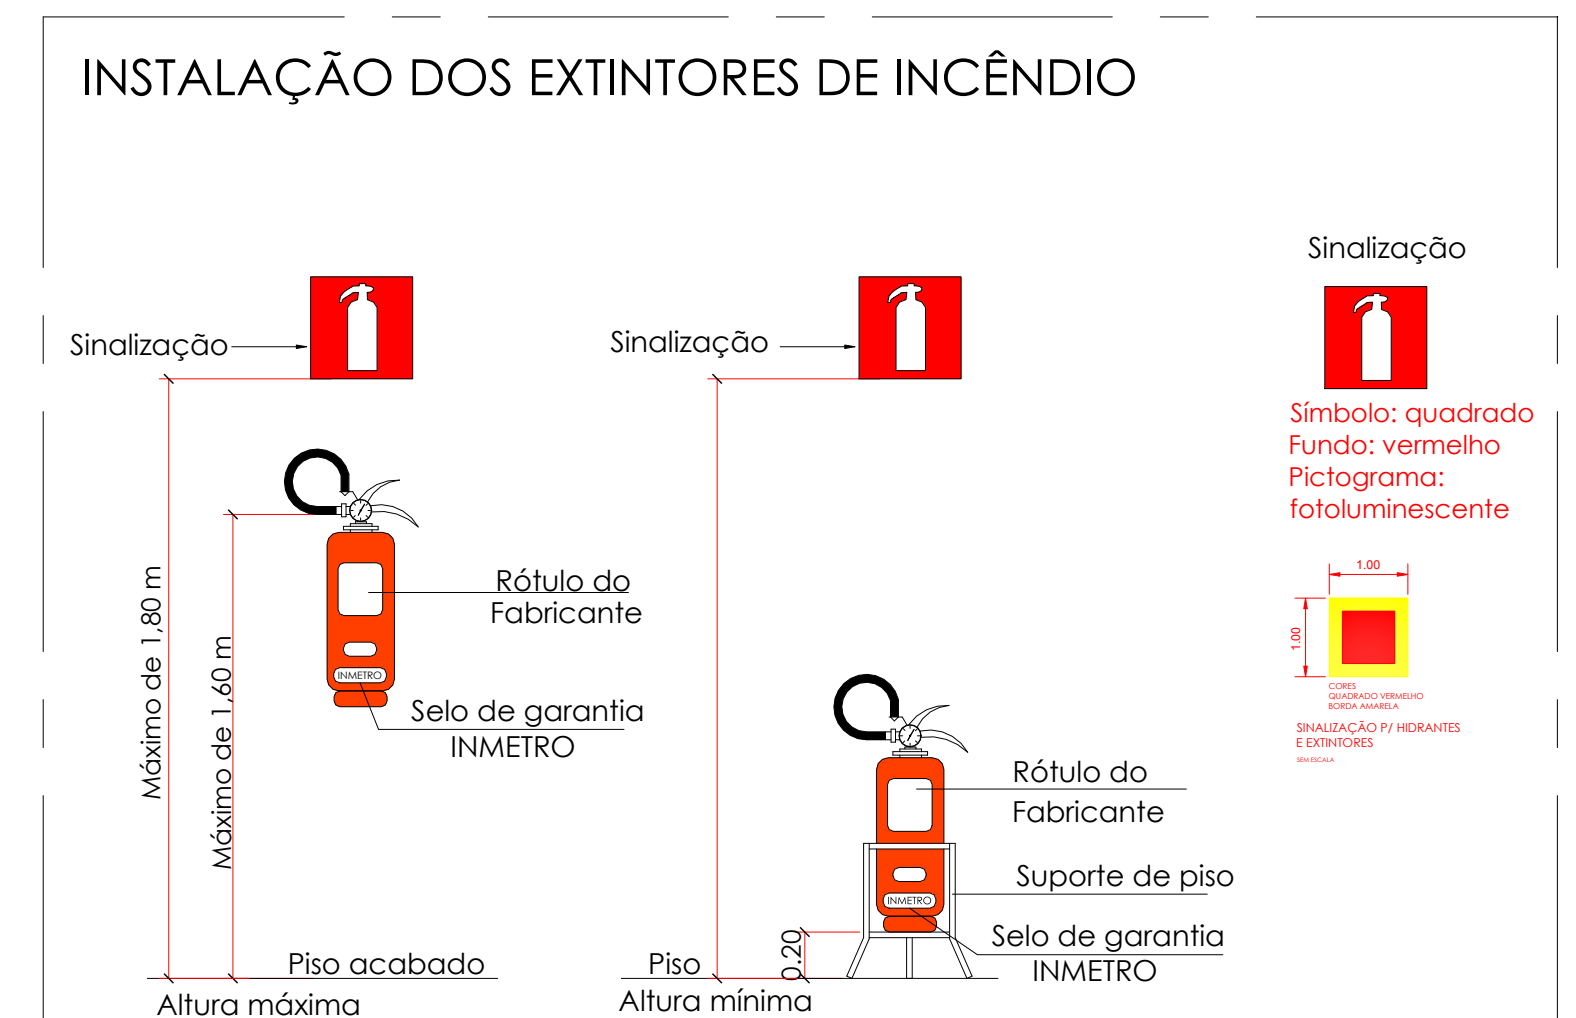 INSTALAÇÃO DOS EXTINTORES DE INCÊNDIO
Sinalização
Máximo de 1,80 m
Máximo de 1,60 m
Rótulo do
Fabricante
INMETRO
Selo de garantia
INMETRO
Piso acabado
Altura máxima
Sinalização
Rótulo do
Fabricante
Suporte de piso
INMETRO
Selo de garantia
INMETRO
0.20
Piso
Altura mínima
Sinalização
Símbolo: quadrado
Fundo: vermelho
Pictograma:
fotoluminescente
1.00
1.00
CORES
QUADRADO VERMELHO
BORDA AMARELA
SINALIZAÇÃO P/ HIDRANTES
E EXTINTORES
SEM ESCALA